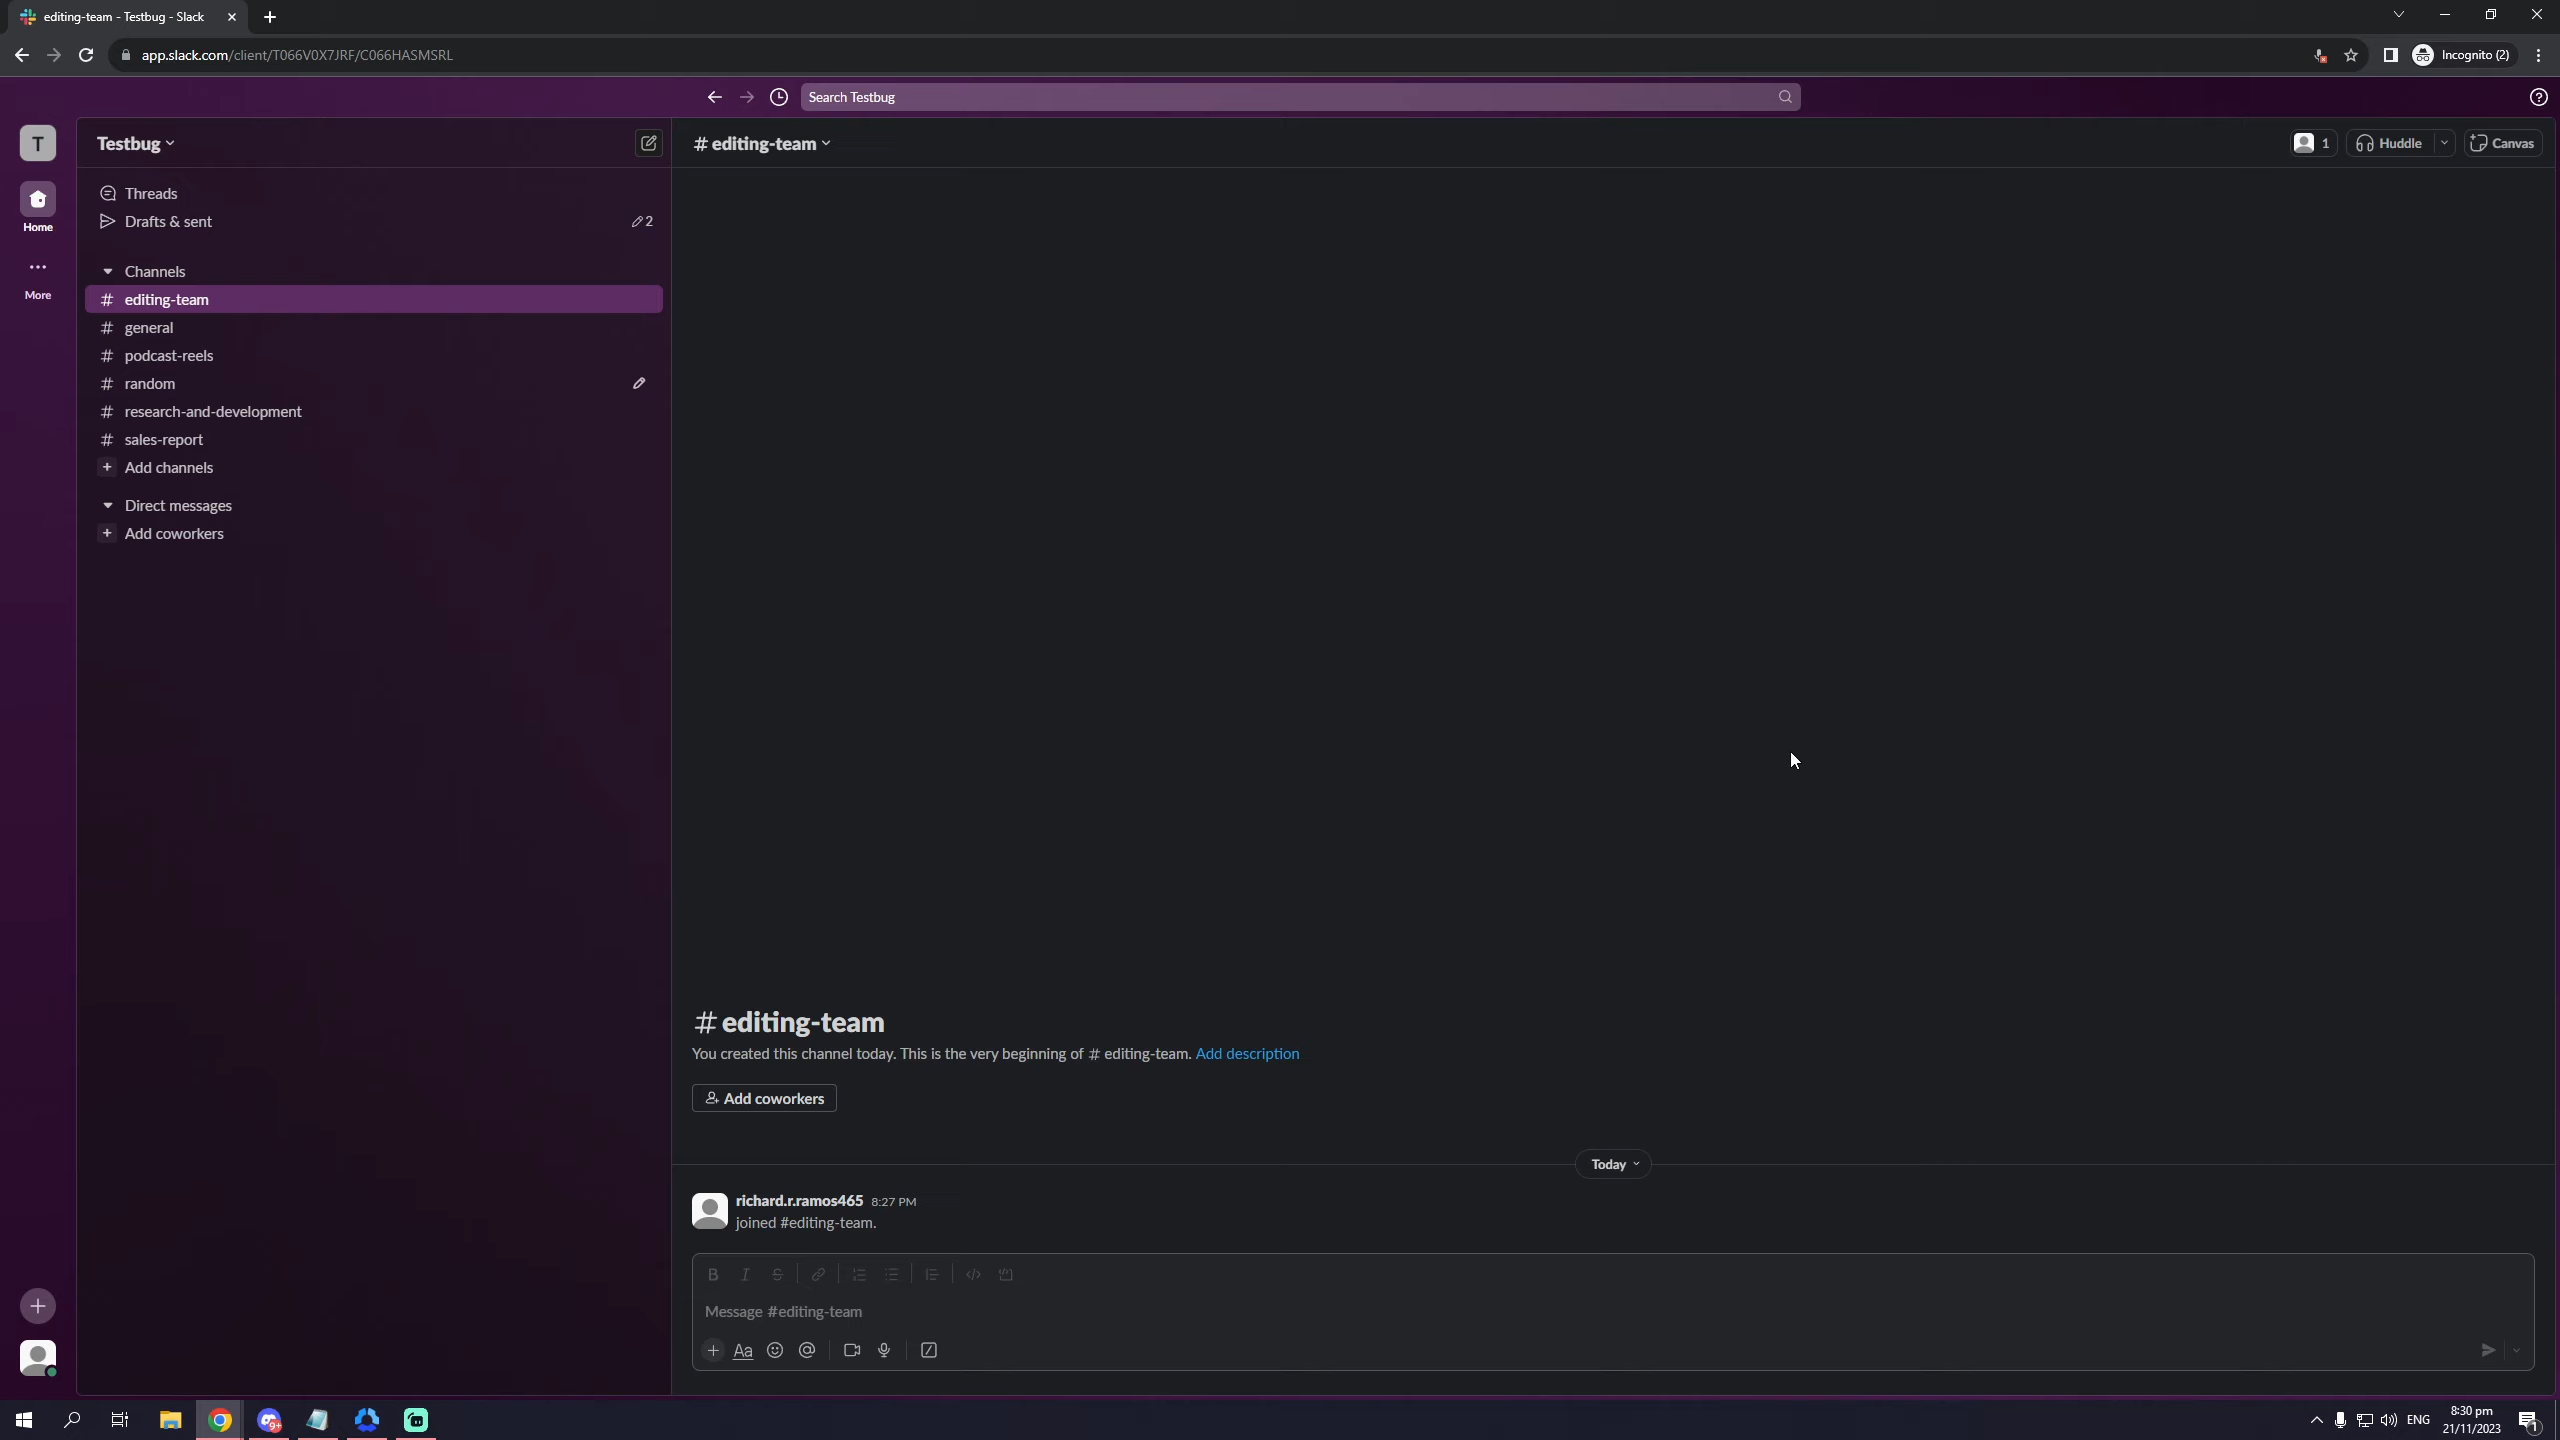 editing-team - Testbug - Slack
app.slack.com/client/T066V0X7JRF/C066HASMSRL
Incognito (2)
Search Testbug
T
Home
More
Testbug
Threads
Drafts & sent
2
Channels
# editing-team
# general
# podcast-reels
# random
# research-and-development
# sales-report
+ Add channels
Direct messages
+ Add coworkers
# editing-team
1
Huddle
Canvas
# editing-team
You created this channel today. This is the very beginning of # editing-team. Add description
Add coworkers
Today
richard.r.ramos465 8:27 PM
joined #editing-team.
B I S
Message #editing-team
+ Aa @
9+
ENG
8:30 pm
21/11/2023
1